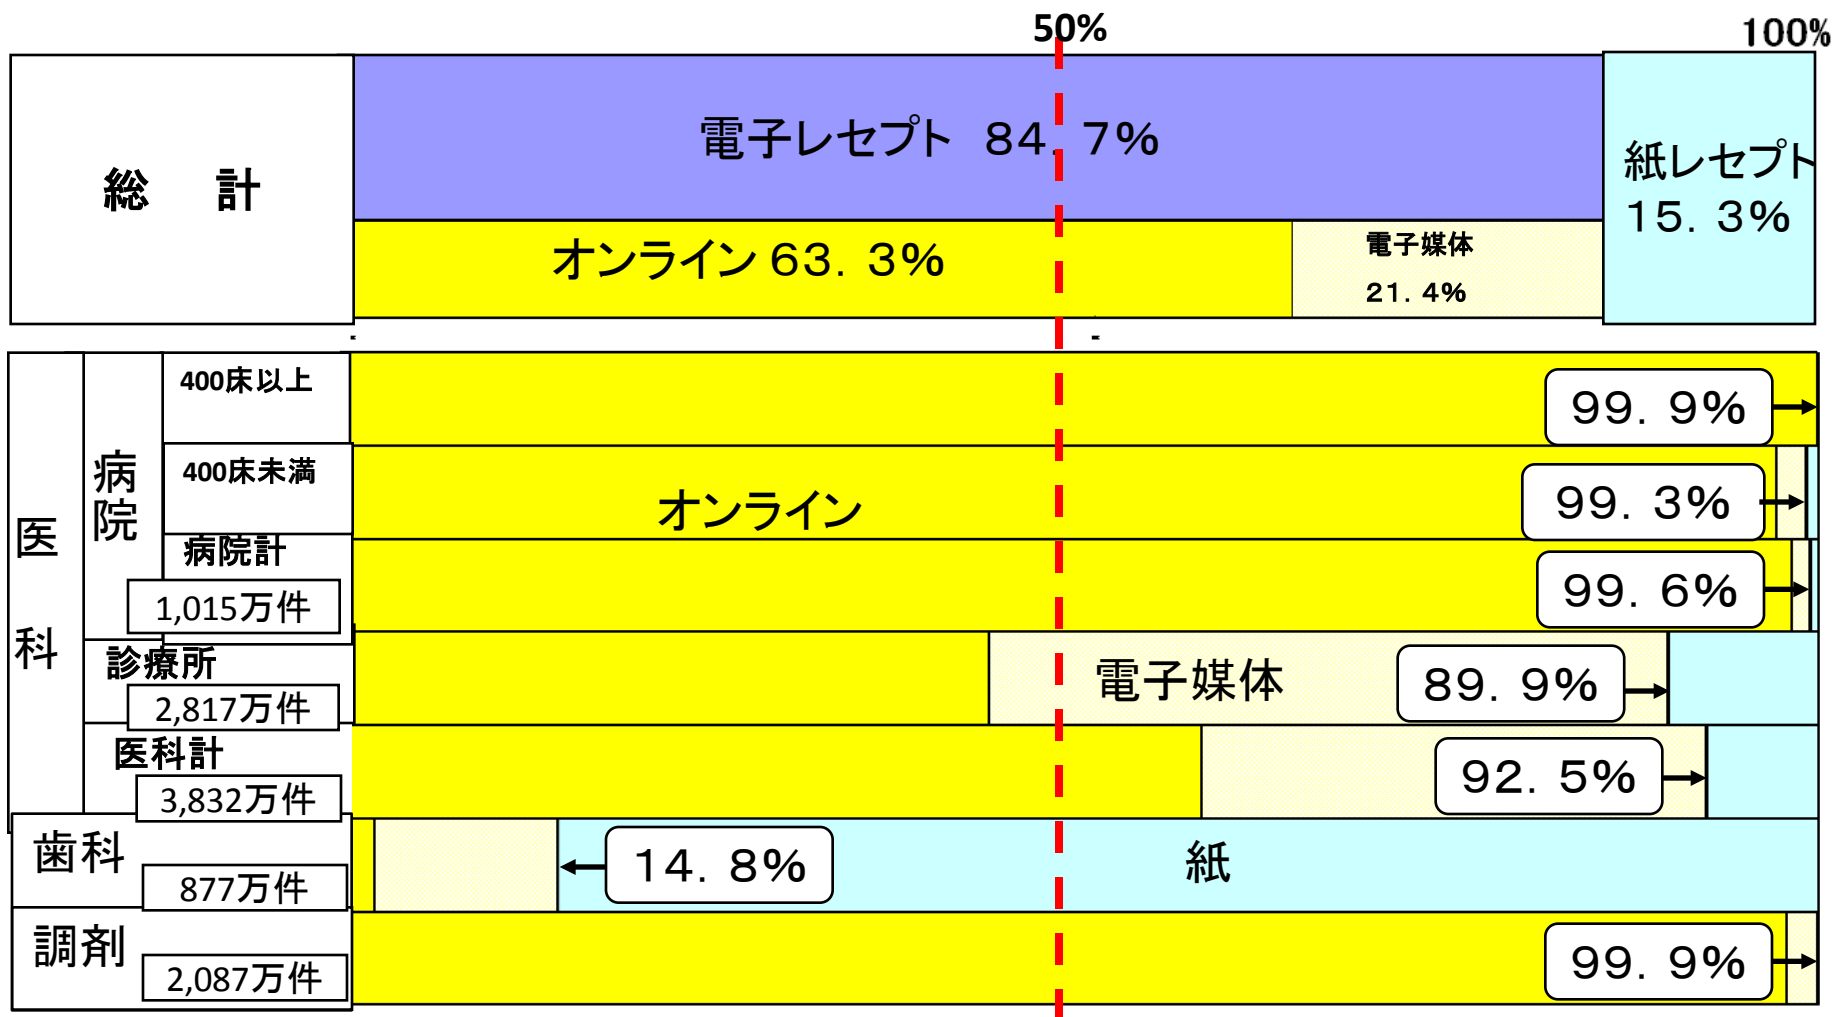 50%
100%
総　計
電子レセプト　８４．７％
紙レセプト
１５．３％
オンライン ６３．３％
電子媒体
２１．４％
医科
病院
400床以上
９９．９％
400床未満
オンライン
９９．３％
病院計
1,015万件
９９．６％
診療所
2,817万件
電子媒体
８９．９％
医科計
3,832万件
９２．５％
歯科
877万件
１４．８％
紙
調剤
2,087万件
９９．９％